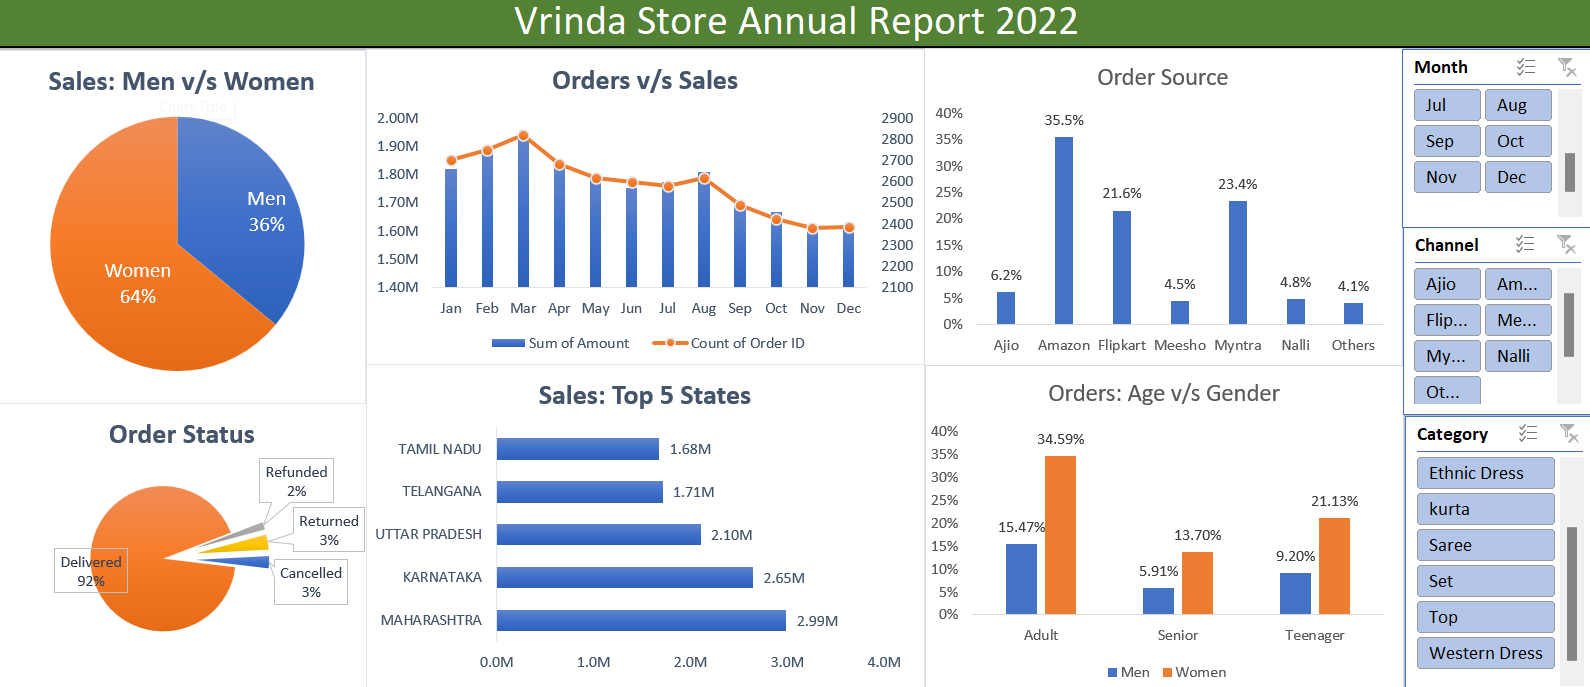 Vrinda Store Annual Report 2022
Sales: Men v/s Women
Chart Title
Men
36%
Women
64%
Order Status
Refunded
2%
Returned
3%
Delivered
92%
Cancelled
3%
Orders v/s Sales
2.00M
1.90M
1.80M
1.70M
1.60M
1.50M
1.40M
2900
2800
2700
2600
2500
2400
2300
2200
2100
Jan Feb Mar Apr May Jun Jul Aug Sep Oct Nov Dec
Sum of Amount Count of Order ID
Sales: Top 5 States
TAMIL NADU 1.68M
TELANGANA 1.71M
UTTAR PRADESH 2.10M
KARNATAKA 2.65M
MAHARASHTRA 2.99M
0.0M 1.0M 2.0M 3.0M 4.0M
Order Source
40%
35%
30%
25%
20%
15%
10%
5%
0%
6.2% 35.5% 21.6% 4.5% 23.4% 4.8% 4.1%
Ajio Amazon Flipkart Meesho Myntra Nalli Others
Orders: Age v/s Gender
40%
35%
30%
25%
20%
15%
10%
5%
0%
15.47% 34.59% 5.91% 13.70% 9.20% 21.13%
Adult Senior Teenager
Men Women
Month
Jul Aug
Sep Oct
Nov Dec
Channel
Ajio Am...
Flip... Me...
My... Nalli
Ot...
Category
Ethnic Dress
kurta
Saree
Set
Top
Western Dress